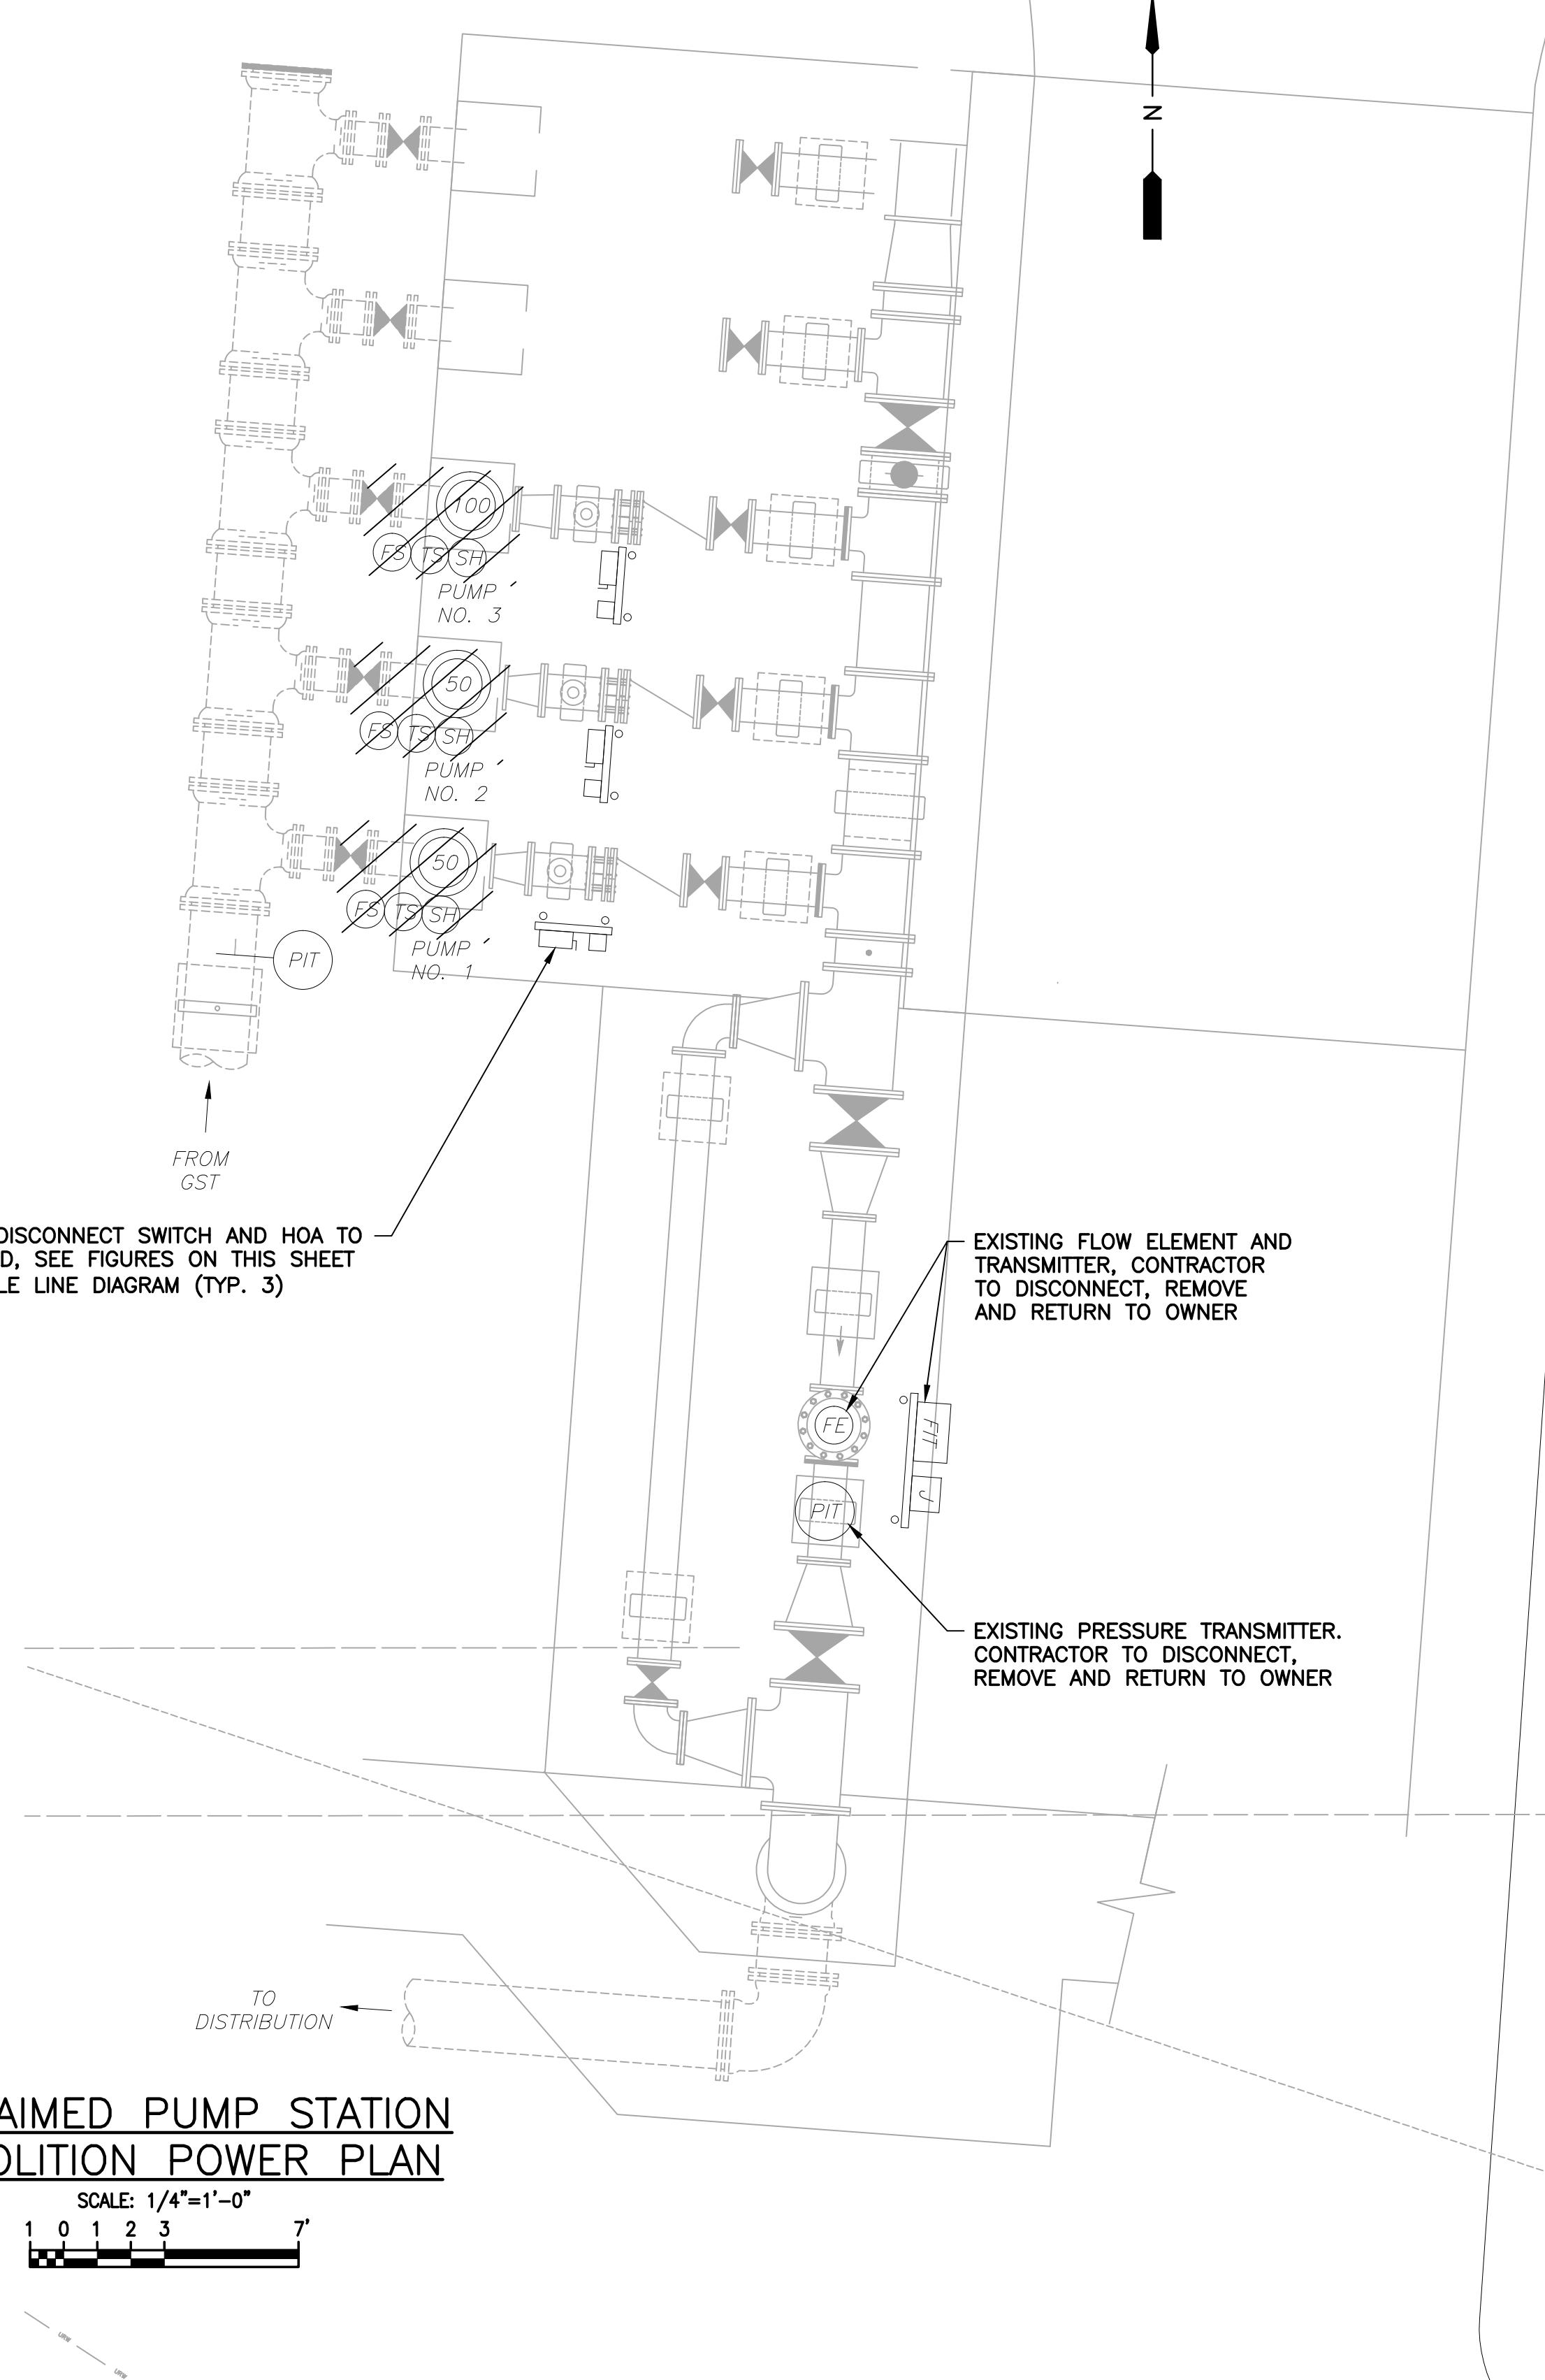 N
100
FS TS SH
PUMP
NO. 3
50
FS TS SH
PUMP
NO. 2
50
FS TS SH
PUMP
NO. 1
PIT
FROM
GST
DISCONNECT SWITCH AND HOA TO
D, SEE FIGURES ON THIS SHEET
LE LINE DIAGRAM (TYP. 3)
EXISTING FLOW ELEMENT AND
TRANSMITTER, CONTRACTOR
TO DISCONNECT, REMOVE
AND RETURN TO OWNER
FE
FIT
J
PIT
EXISTING PRESSURE TRANSMITTER.
CONTRACTOR TO DISCONNECT,
REMOVE AND RETURN TO OWNER
TO
DISTRIBUTION
AIMED PUMP STATION
OLITION POWER PLAN
SCALE: 1/4"=1'-0"
1 0 1 2 3 7'
URW
URW